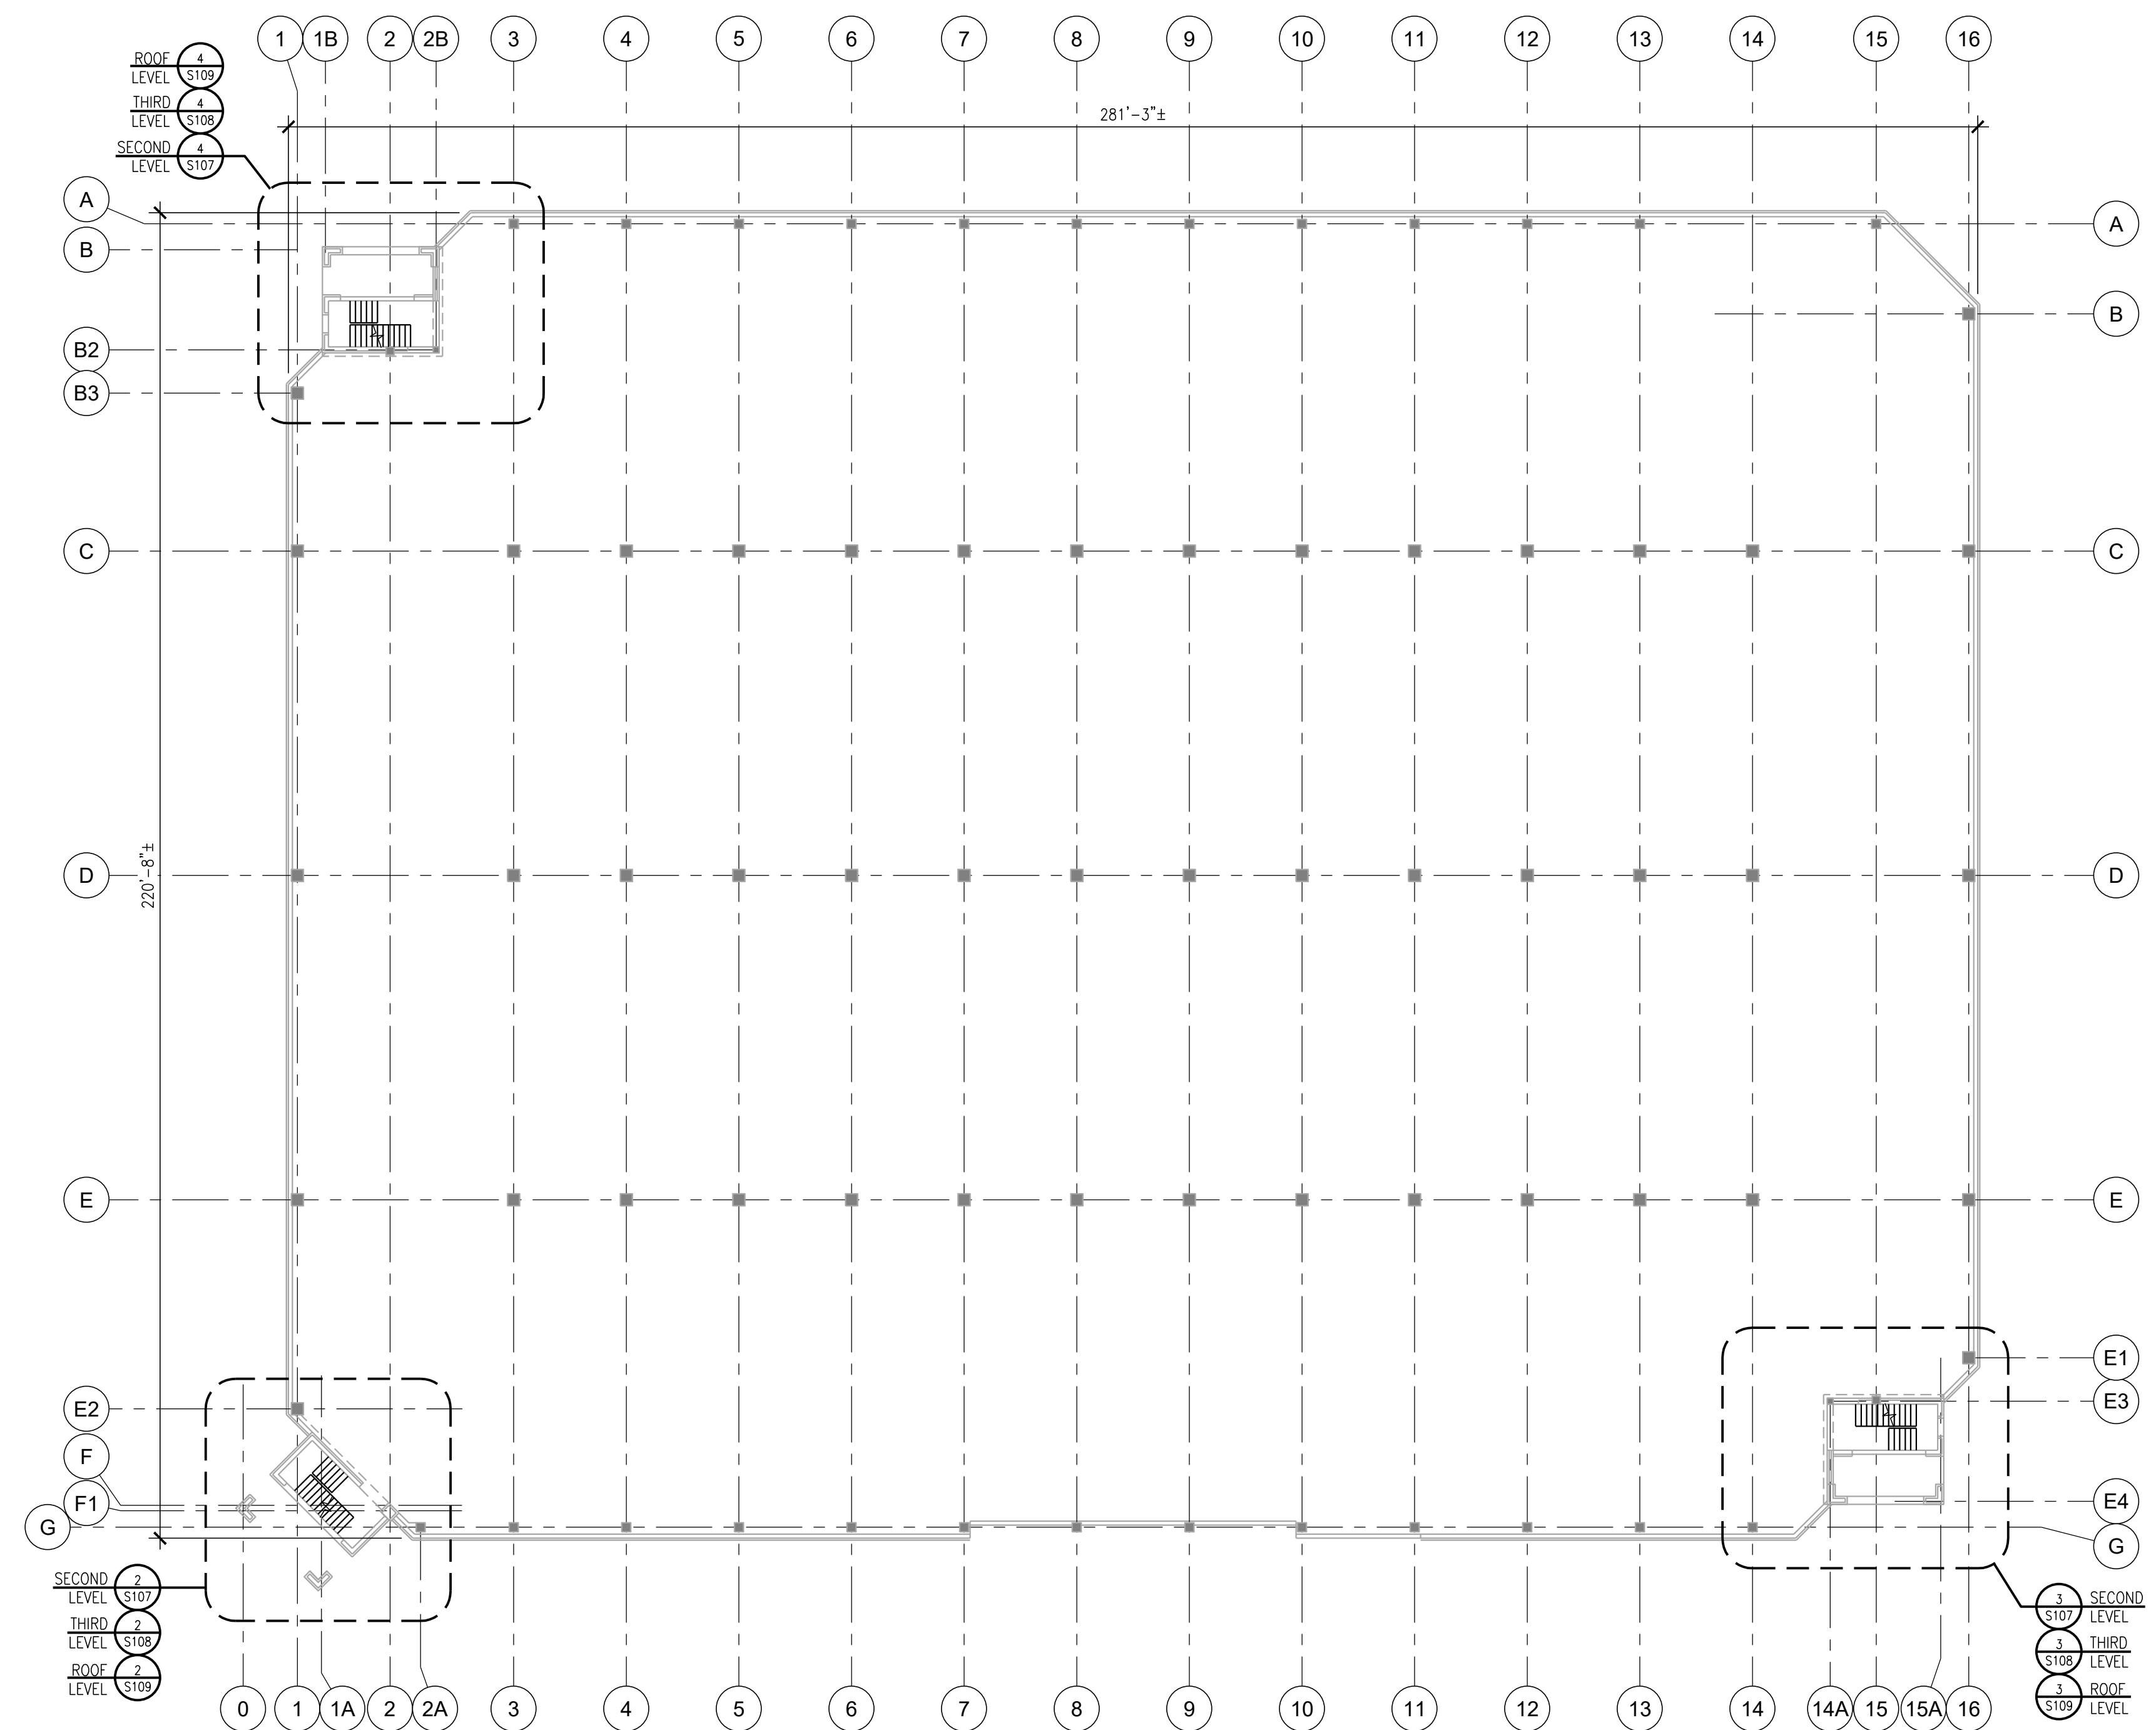 1 1B 2 2B 3 4 5 6 7 8 9 10 11 12 13 14 15 16
ROOF 4
LEVEL S109
THIRD 4
LEVEL S108
SECOND 4
LEVEL S107
281'-3"±
A A
B
B
B2
B3
C C
220'-8"±
D D
E E
E1
E2 E3
F
F1 E4
G G
SECOND 2
LEVEL S107
THIRD 2
LEVEL S108
ROOF 2
LEVEL S109
3 SECOND
S107 LEVEL
3 THIRD
S108 LEVEL
3 ROOF
S109 LEVEL
0 1 1A 2 2A 3 4 5 6 7 8 9 10 11 12 13 14 14A 15 15A 16